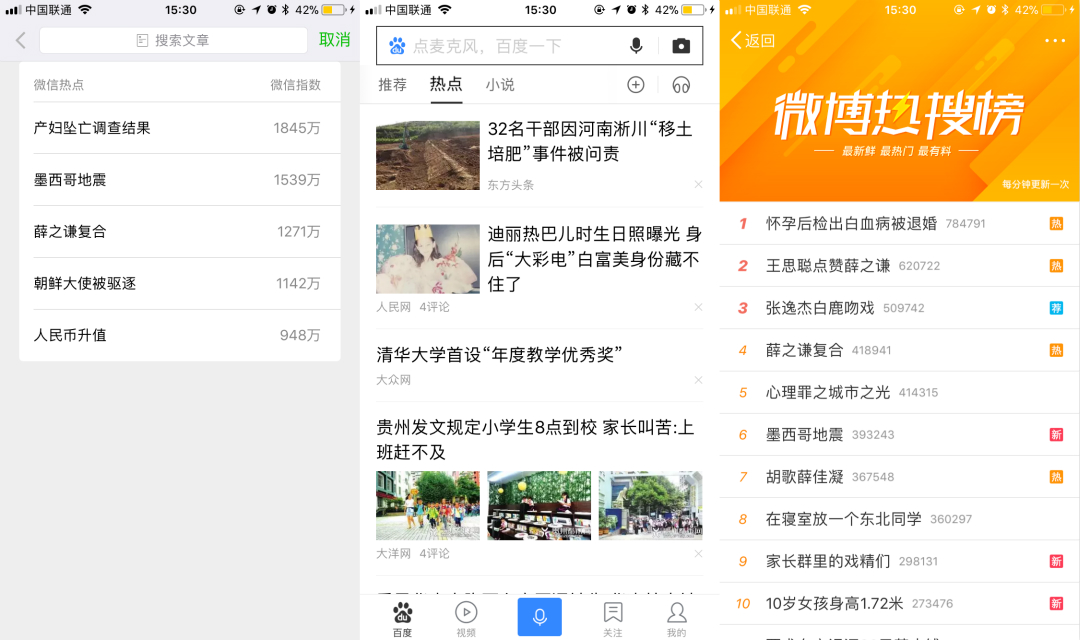 中国联通
15:30
42%
搜索文章
取消
微信热点
微信指数
产妇坠亡调查结果
1845万
墨西哥地震
1539万
薛之谦复合
1271万
朝鲜大使被驱逐
1142万
人民币升值
948万
中国联通
15:30
42%
点麦克风，百度一下
推荐
热点
小说
32名干部因河南淅川“移土
培肥”事件被问责
东方头条
迪丽热巴儿时生日照曝光 身
后“大彩电”白富美身份藏不
住了
人民网 4评论
清华大学首设“年度教学优秀奖”
大众网
贵州发文规定小学生8点到校 家长叫苦:上
班赶不及
大洋网 4评论
du
百度
视频
关注
我的
中国联通
15:30
42%
返回
微博热搜榜
最新鲜 最热门 最有料
每分钟更新一次
1 怀孕后检出白血病被退婚 784791 热
2 王思聪点赞薛之谦 620722 热
3 张逸杰白鹿吻戏 509742 荐
4 薛之谦复合 418941 热
5 心理罪之城市之光 414315
6 墨西哥地震 393243 新
7 胡歌薛佳凝 367548 热
8 在寝室放一个东北同学 360297
9 家长群里的戏精们 298131 新
10 10岁女孩身高1.72米 273476 新